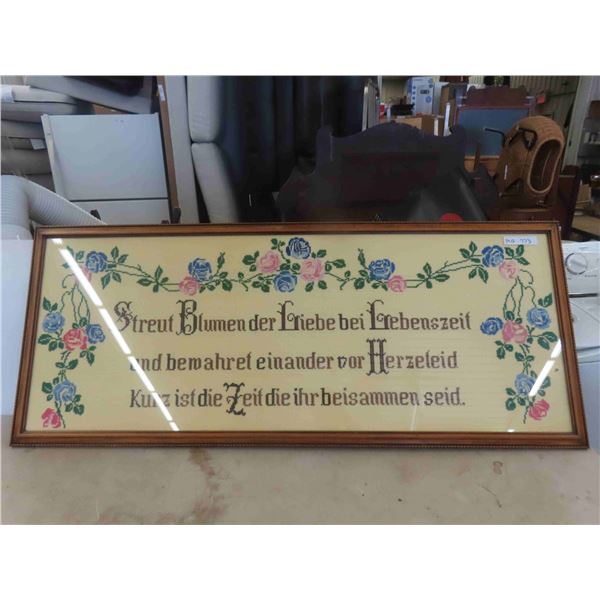 Streut Blumen der Liebe bei Lebenszeit
und bewahret einander vor Herzeleid
Kurz ist die Zeit die ihr beisammen seid.